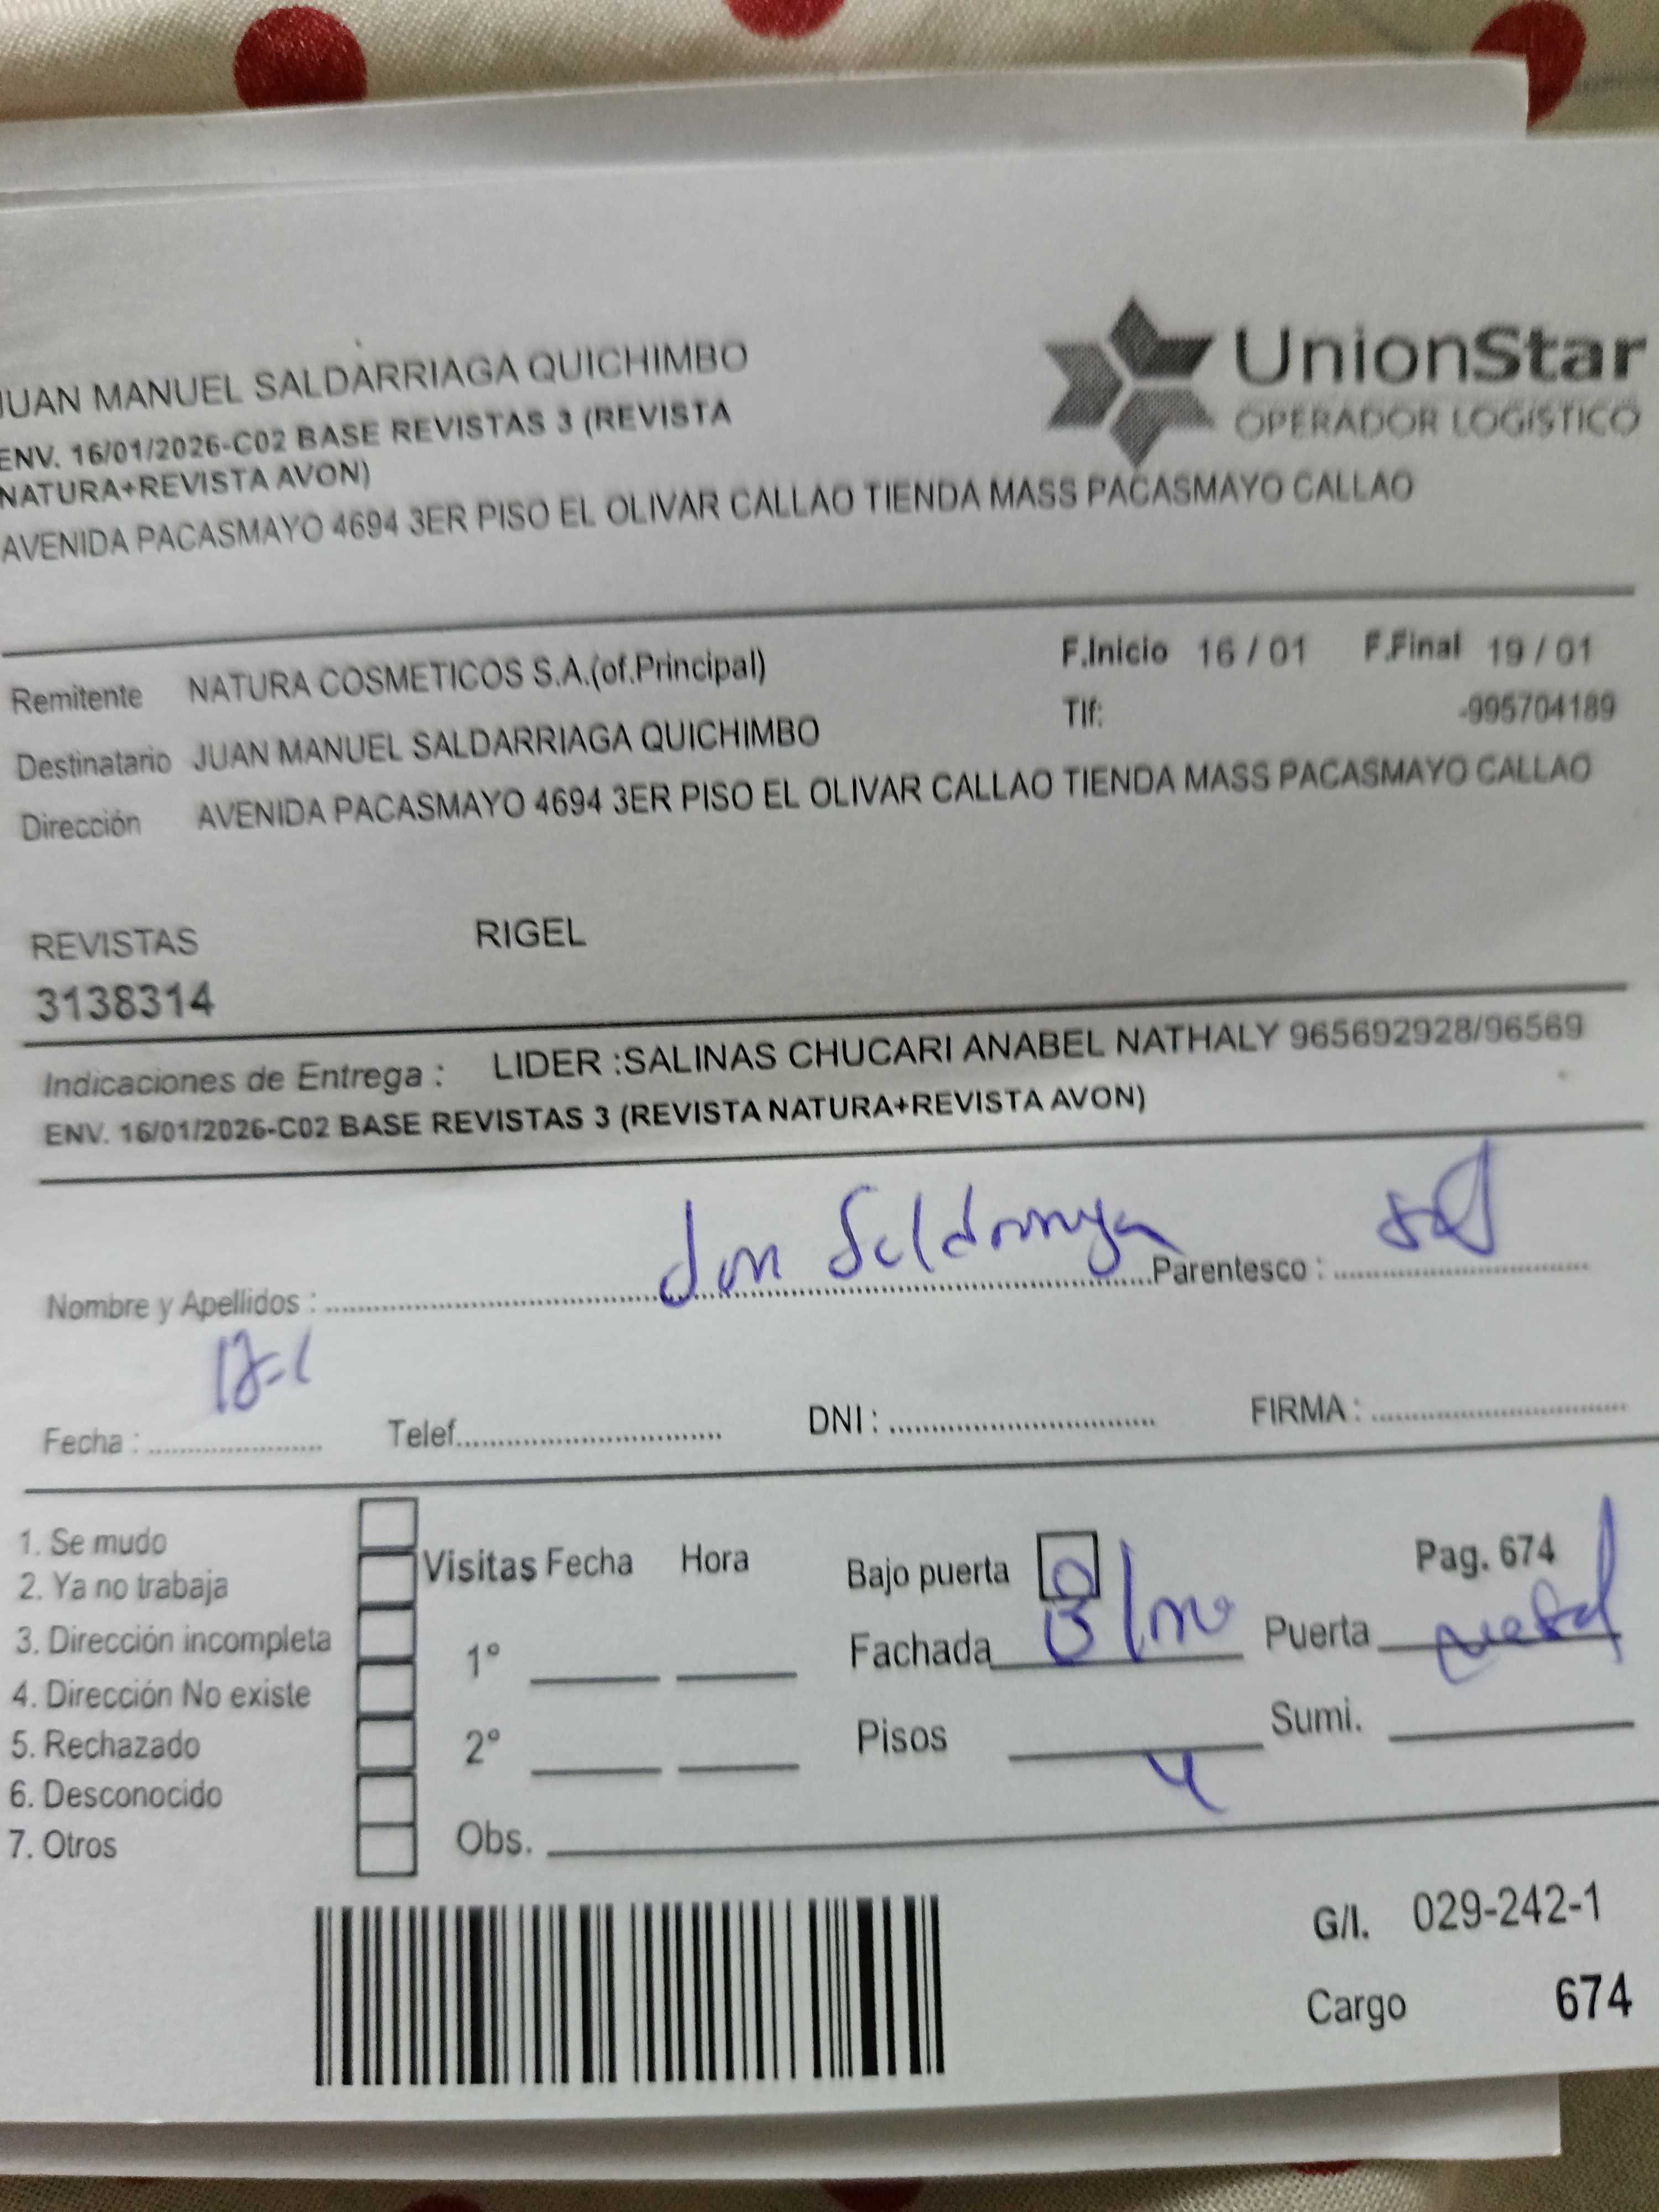 JUAN MANUEL SALDARRIAGA QUICHIMBO
UnionStar
OPERADOR LOGÍSTICO
ENV. 16/01/2026-C02 BASE REVISTAS 3 (REVISTA
NATURA+REVISTA AVON)
AVENIDA PACASMAYO 4694 3ER PISO EL OLIVAR CALLAO TIENDA MASS PACASMAYO CALLAO
Remitente NATURA COSMETICOS S.A.(of.Principal) F.Inicio 16 / 01 F.Final 19 / 01
Destinatario JUAN MANUEL SALDARRIAGA QUICHIMBO Tlf: -995704189
Dirección AVENIDA PACASMAYO 4694 3ER PISO EL OLIVAR CALLAO TIENDA MASS PACASMAYO CALLAO
REVISTAS RIGEL
3138314
Indicaciones de Entrega : LIDER :SALINAS CHUCARI ANABEL NATHALY 965692928/96569
ENV. 16/01/2026-C02 BASE REVISTAS 3 (REVISTA NATURA+REVISTA AVON)
Nombre y Apellidos : Parentesco :
Fecha : Telef. DNI : FIRMA :
1. Se mudo
2. Ya no trabaja
3. Dirección incompleta
4. Dirección No existe
5. Rechazado
6. Desconocido
7. Otros
Visitas Fecha Hora
1°
2°
Obs.
Bajo puerta Pag. 674
Fachada Puerta
Pisos 4 Sumi.
G/I. 029-242-1
Cargo 674